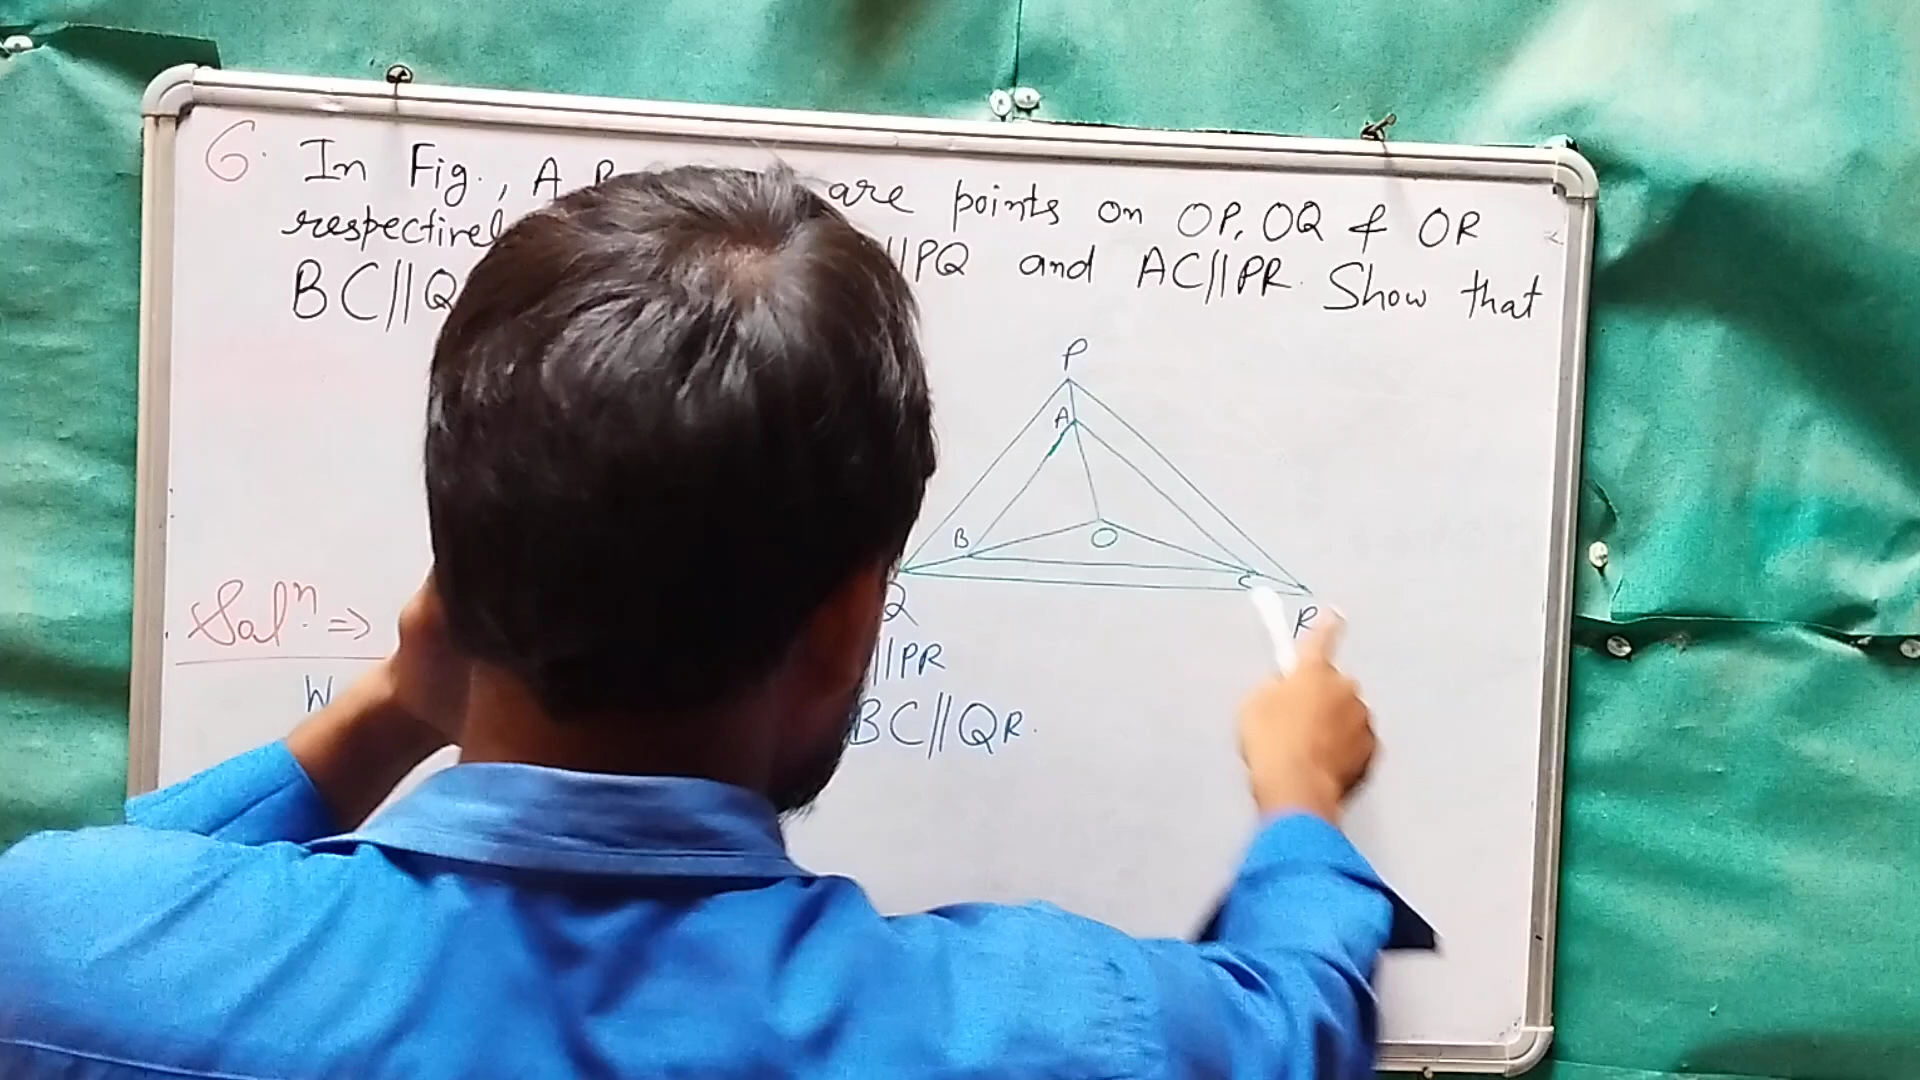 6. In Fig., A are points on OP, OQ & OR
respectivel ||PQ and AC||PR. Show that
BC||Q
P
A
B
O
C
Q
R
Solⁿ. =>
||PR
W
BC||QR.